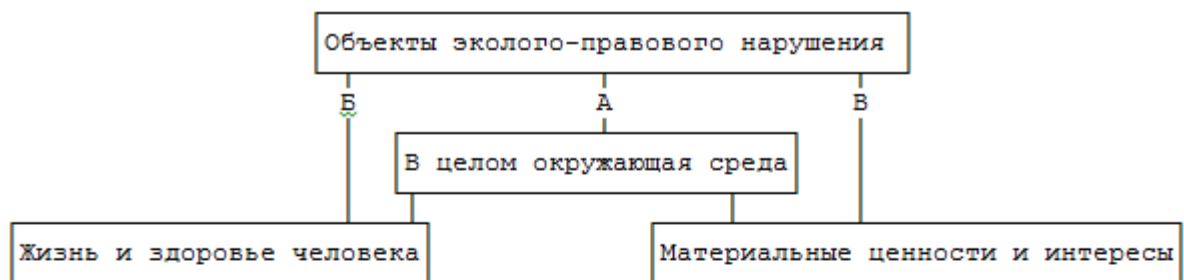 Объекты эколого-правового нарушения
Б А В
В целом окружающая среда
Жизнь и здоровье человека
Материальные ценности и интересы